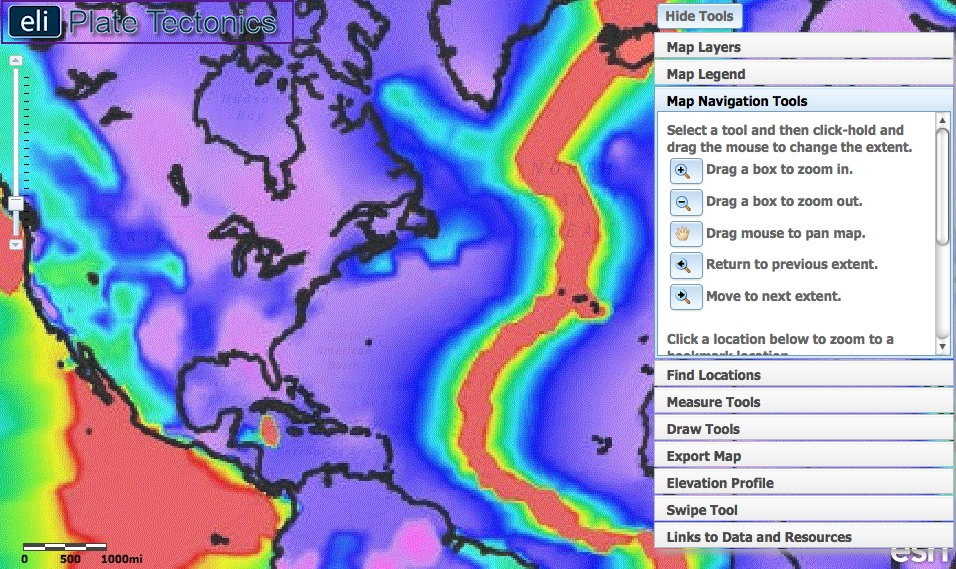 eli Plate Tectonics
Hide Tools
Map Layers
Map Legend
Map Navigation Tools
Select a tool and then click-hold and
drag the mouse to change the extent.
Drag a box to zoom in.
Drag a box to zoom out.
Drag mouse to pan map.
Return to previous extent.
Move to next extent.
Click a location below to zoom to a
bookmark location.
Find Locations
Measure Tools
Draw Tools
Export Map
Elevation Profile
Swipe Tool
Links to Data and Resources
Hudson
Bay
NORTH
0 500 1000mi
esri